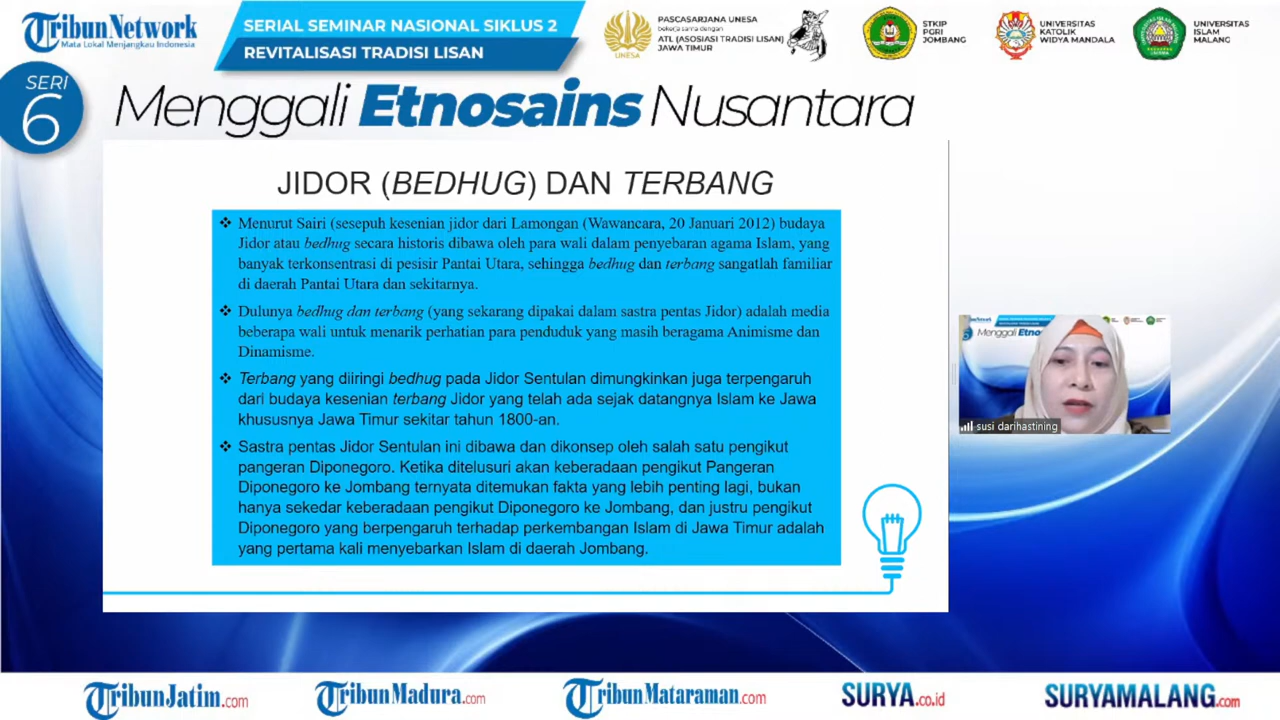 TribunNetwork
Mata Lokal Menjangkau Indonesia
SERIAL SEMINAR NASIONAL SIKLUS 2
REVITALISASI TRADISI LISAN
UNESA
PASCASARJANA UNESA
bekerja sama dengan
ATL (ASOSIASI TRADISI LISAN)
JAWA TIMUR
STKIP
PGRI
JOMBANG
UNIVERSITAS
KATOLIK
WIDYA MANDALA
UNIVERSITAS
ISLAM
MALANG
SERI
6
Menggali Etnosains Nusantara
JIDOR (BEDHUG) DAN TERBANG
❖ Menurut Sairi (sesepuh kesenian jidor dari Lamongan (Wawancara, 20 Januari 2012) budaya
Jidor atau bedhug secara historis dibawa oleh para wali dalam penyebaran agama Islam, yang
banyak terkonsentrasi di pesisir Pantai Utara, sehingga bedhug dan terbang sangatlah familiar
di daerah Pantai Utara dan sekitarnya.
❖ Dulunya bedhug dan terbang (yang sekarang dipakai dalam sastra pentas Jidor) adalah media
beberapa wali untuk menarik perhatian para penduduk yang masih beragama Animisme dan
Dinamisme.
❖ Terbang yang diiringi bedhug pada Jidor Sentulan dimungkinkan juga terpengaruh
dari budaya kesenian terbang Jidor yang telah ada sejak datangnya Islam ke Jawa
khususnya Jawa Timur sekitar tahun 1800-an.
❖ Sastra pentas Jidor Sentulan ini dibawa dan dikonsep oleh salah satu pengikut
pangeran Diponegoro. Ketika ditelusuri akan keberadaan pengikut Pangeran
Diponegoro ke Jombang ternyata ditemukan fakta yang lebih penting lagi, bukan
hanya sekedar keberadaan pengikut Diponegoro ke Jombang, dan justru pengikut
Diponegoro yang berpengaruh terhadap perkembangan Islam di Jawa Timur adalah
yang pertama kali menyebarkan Islam di daerah Jombang.
Menggali Etno
susi darihastining
TribunJatim.com
TribunMadura.com
TribunMataraman.com
SURYA.co.id
SURYAMALANG.com